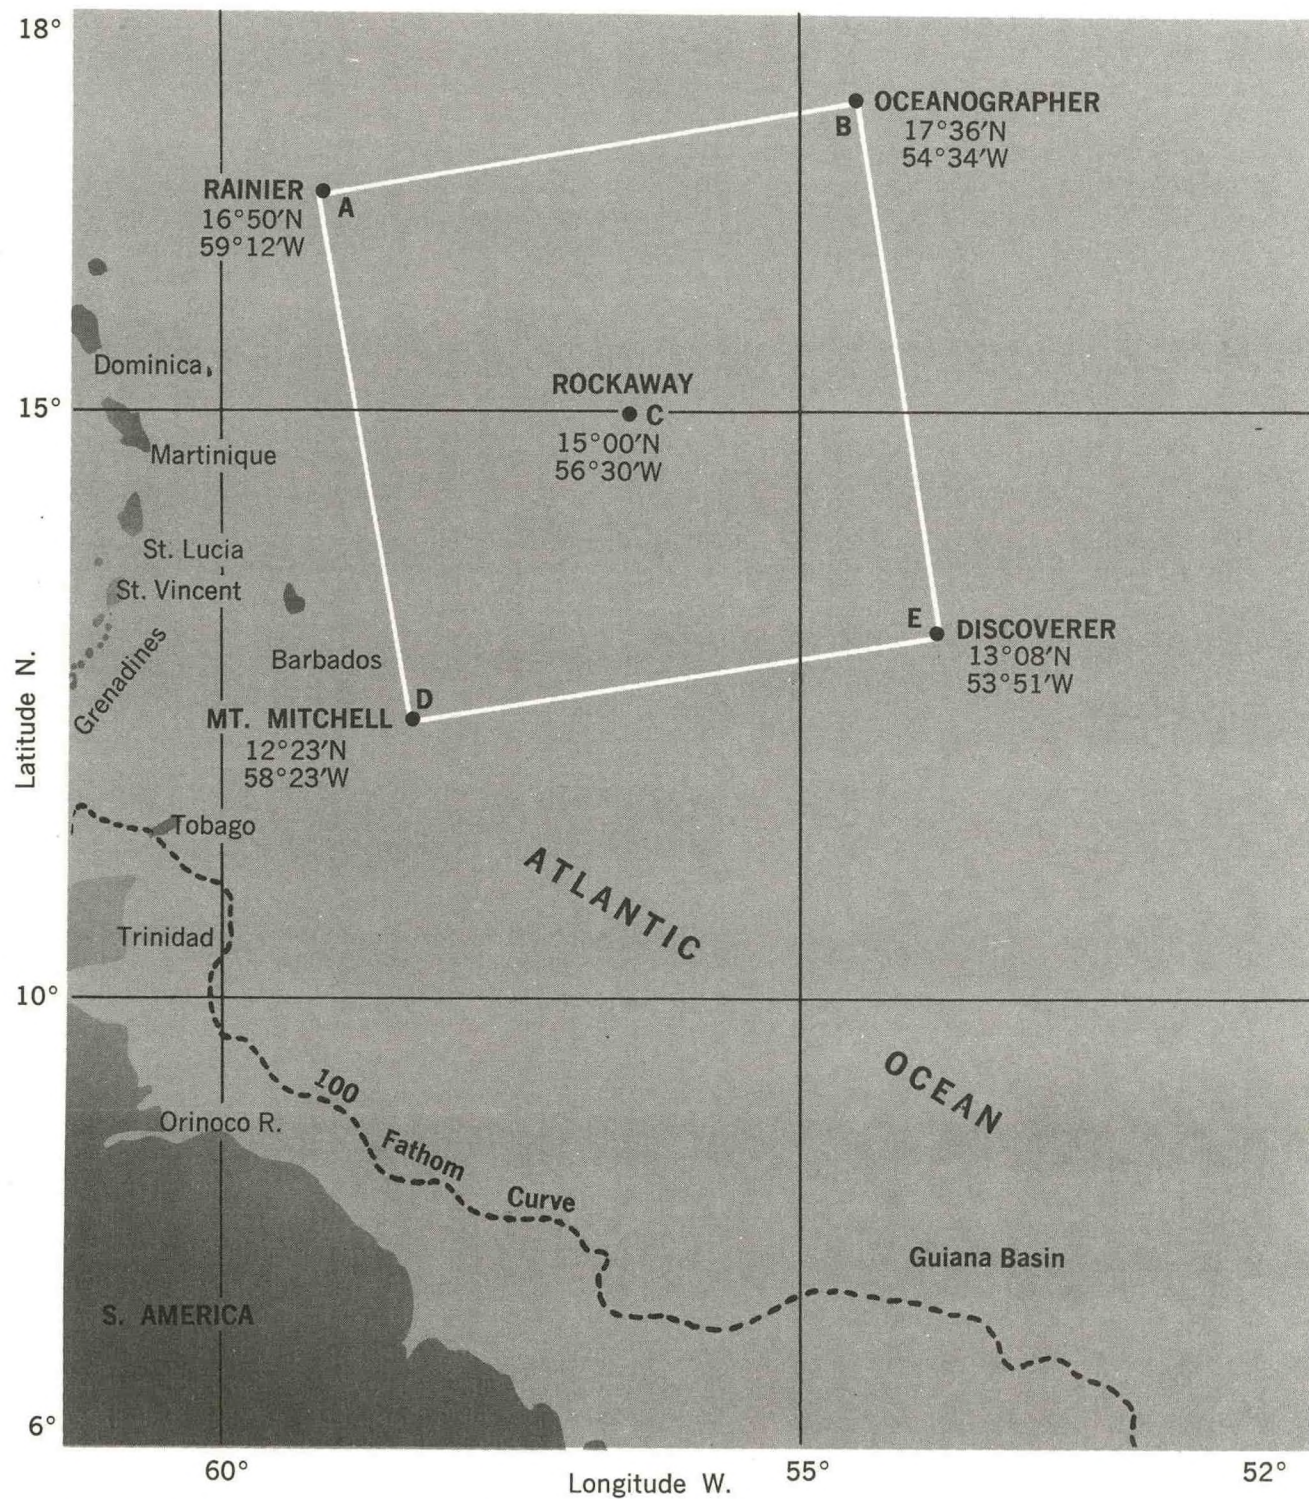 18°
OCEANOGRAPHER
B
17°36′N
54°34′W
RAINIER
A
16°50′N
59°12′W
Dominica
ROCKAWAY
15°
C
15°00′N
56°30′W
Martinique
St. Lucia
St. Vincent
Grenadines
Barbados
E
DISCOVERER
13°08′N
53°51′W
D
MT. MITCHELL
12°23′N
58°23′W
Latitude N.
Tobago
ATLANTIC
Trinidad
10°
OCEAN
100
Fathom
Curve
Orinoco R.
Guiana Basin
S. AMERICA
6°
60°
55°
52°
Longitude W.